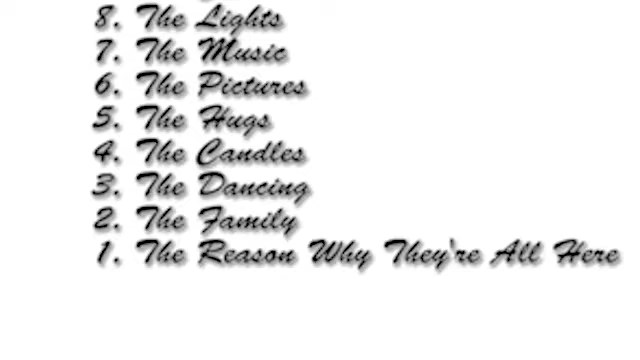 8. The Lights
7. The Music
6. The Pictures
5. The Hugs
4. The Candles
3. The Dancing
2. The Family
1. The Reason Why They're All Here